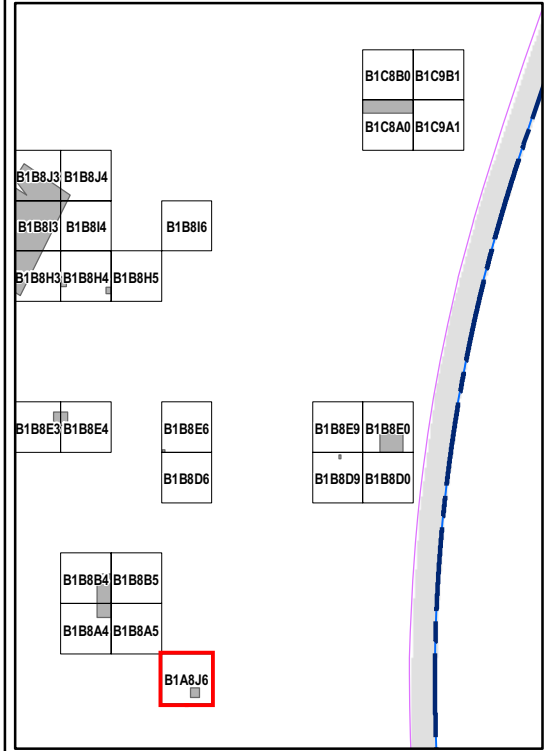 B1C8B0 B1C9B1
B1C8A0 B1C9A1
B1B8J3 B1B8J4
B1B8I3 B1B8I4 B1B8I6
B1B8H3 B1B8H4 B1B8H5
B1B8E3 B1B8E4 B1B8E6 B1B8E9 B1B8E0
B1B8D6 B1B8D9 B1B8D0
B1B8B4 B1B8B5
B1B8A4 B1B8A5
B1A8J6